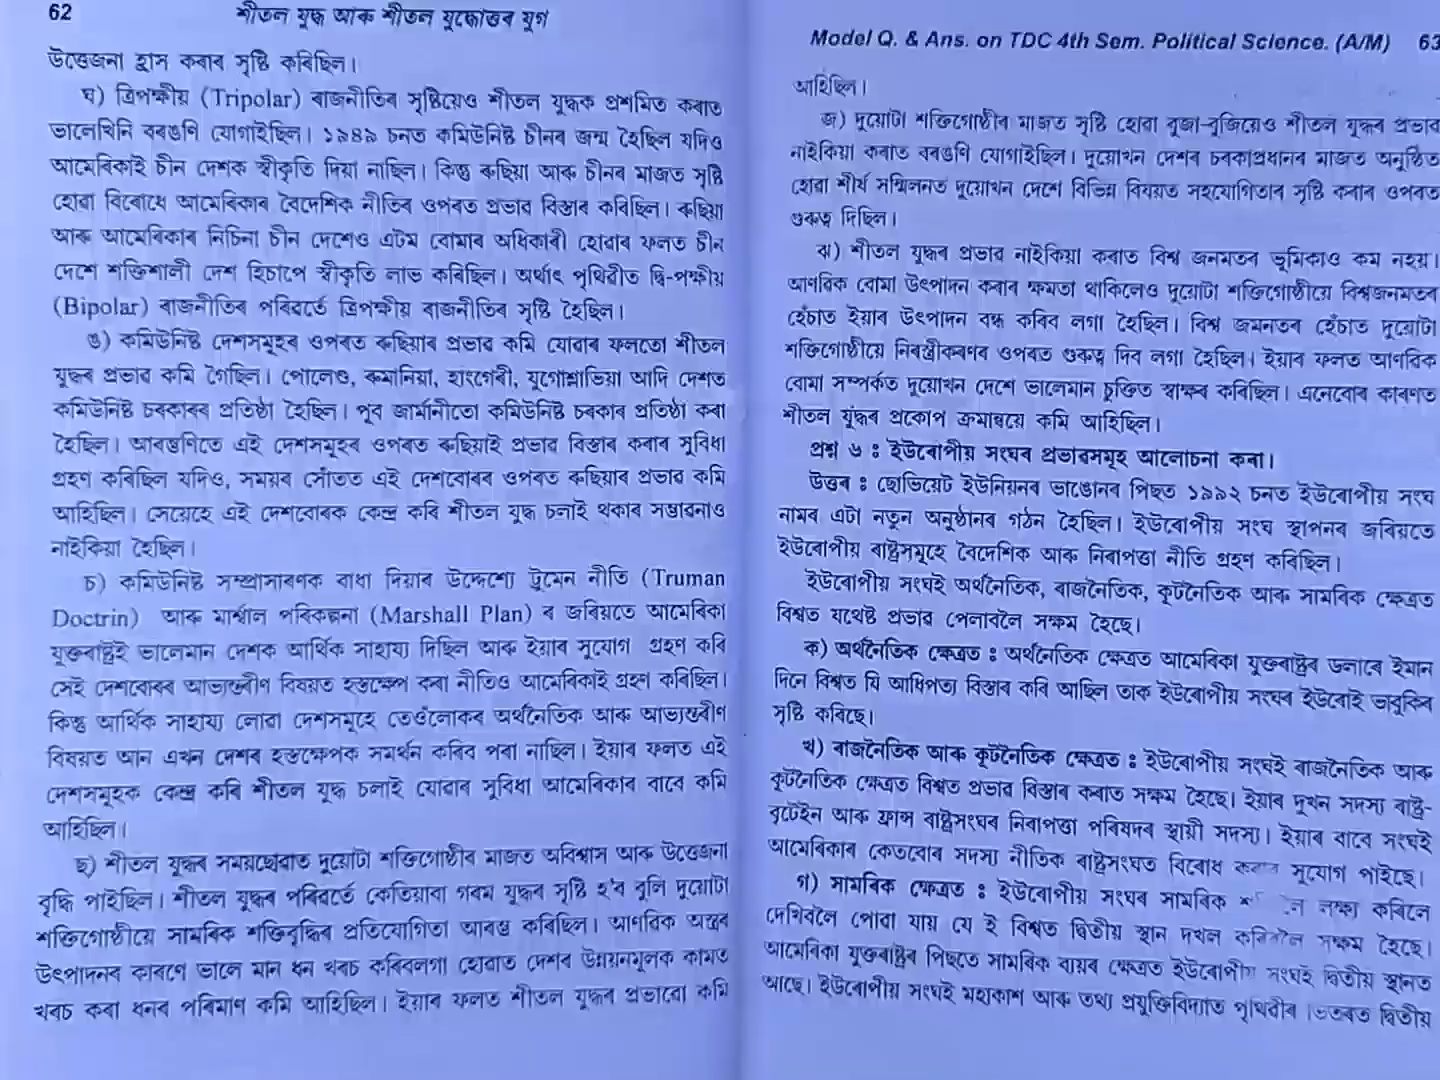 62
শীতল যুদ্ধ আৰু শীতল যুদ্ধোত্তৰ যুগ
উত্তেজনা হ্ৰাস কৰাৰ সৃষ্টি কৰিছিল।
ঘ) ত্ৰিপক্ষীয় (Tripolar) ৰাজনীতিৰ সৃষ্টিয়েও শীতল যুদ্ধক প্ৰশমিত কৰাত
ভালেখিনি বৰঙণি যোগাইছিল। ১৯৪৯ চনত কমিউনিষ্ট চীনৰ জন্ম হৈছিল যদিও
আমেৰিকাই চীন দেশক স্বীকৃতি দিয়া নাছিল। কিন্তু ৰুছিয়া আৰু চীনৰ মাজত সৃষ্টি
হোৱা বিৰোধে আমেৰিকাৰ বৈদেশিক নীতিৰ ওপৰত প্ৰভাৱ বিস্তাৰ কৰিছিল। ৰুছিয়া
আৰু আমেৰিকাৰ নিচিনা চীন দেশেও এটম বোমাৰ অধিকাৰী হোৱাৰ ফলত চীন
দেশে শক্তিশালী দেশ হিচাপে স্বীকৃতি লাভ কৰিছিল। অৰ্থাৎ পৃথিৱীত দ্বি-পক্ষীয়
(Bipolar) ৰাজনীতিৰ পৰিৱৰ্তে ত্ৰিপক্ষীয় ৰাজনীতিৰ সৃষ্টি হৈছিল।
ঙ) কমিউনিষ্ট দেশসমূহৰ ওপৰত ৰুছিয়াৰ প্ৰভাৱ কমি যোৱাৰ ফলতো শীতল
যুদ্ধৰ প্ৰভাৱ কমি গৈছিল। পোলেণ্ড, ৰুমানিয়া, হাংগেৰী, যুগোশ্লাভিয়া আদি দেশত
কমিউনিষ্ট চৰকাৰৰ প্ৰতিষ্ঠা হৈছিল। পূব জাৰ্মানীতো কমিউনিষ্ট চৰকাৰ প্ৰতিষ্ঠা কৰা
হৈছিল। আৰম্ভণিতে এই দেশসমূহৰ ওপৰত ৰুছিয়াই প্ৰভাৱ বিস্তাৰ কৰাৰ সুবিধা
গ্ৰহণ কৰিছিল যদিও, সময়ৰ সোঁতত এই দেশবোৰৰ ওপৰত ৰুছিয়াৰ প্ৰভাৱ কমি
আহিছিল। সেয়েহে এই দেশবোৰক কেন্দ্ৰ কৰি শীতল যুদ্ধ চলাই থকাৰ সম্ভাৱনাও
নাইকিয়া হৈছিল।
চ) কমিউনিষ্ট সম্প্ৰসাৰণক বাধা দিয়াৰ উদ্দেশ্যে ট্ৰুমেন নীতি (Truman
Doctrin) আৰু মাৰ্শ্বাল পৰিকল্পনা (Marshall Plan) ৰ জৰিয়তে আমেৰিকা
যুক্তৰাষ্ট্ৰই ভালেমান দেশক আৰ্থিক সাহায্য দিছিল আৰু ইয়াৰ সুযোগ গ্ৰহণ কৰি
সেই দেশবোৰৰ আভ্যন্তৰীণ বিষয়ত হস্তক্ষেপ কৰা নীতিও আমেৰিকাই গ্ৰহণ কৰিছিল।
কিন্তু আৰ্থিক সাহায্য লোৱা দেশসমূহে তেওঁলোকৰ অৰ্থনৈতিক আৰু আভ্যন্তৰীণ
বিষয়ত আন এখন দেশৰ হস্তক্ষেপক সমৰ্থন কৰিব পৰা নাছিল। ইয়াৰ ফলত এই
দেশসমূহক কেন্দ্ৰ কৰি শীতল যুদ্ধ চলাই যোৱাৰ সুবিধা আমেৰিকাৰ বাবে কমি
আহিছিল।
ছ) শীতল যুদ্ধৰ সময়ছোৱাত দুয়োটা শক্তিগোষ্ঠীৰ মাজত অবিশ্বাস আৰু উত্তেজনা
বৃদ্ধি পাইছিল। শীতল যুদ্ধৰ পৰিৱৰ্তে কেতিয়াবা গৰম যুদ্ধৰ সৃষ্টি হ'ব বুলি দুয়োটা
শক্তিগোষ্ঠীয়ে সামৰিক শক্তিবৃদ্ধিৰ প্ৰতিযোগিতা আৰম্ভ কৰিছিল। আণৱিক অস্ত্ৰৰ
উৎপাদনৰ কাৰণে ভালে মান ধন খৰচ কৰিবলগা হোৱাত দেশৰ উন্নয়নমূলক কামত
খৰচ কৰা ধনৰ পৰিমাণ কমি আহিছিল। ইয়াৰ ফলত শীতল যুদ্ধৰ প্ৰভাৱো কমি
Model Q. & Ans. on TDC 4th Sem. Political Science. (A/M) 63
আহিছিল।
জ) দুয়োটা শক্তিগোষ্ঠীৰ মাজত সৃষ্টি হোৱা বুজা-বুজিয়েও শীতল যুদ্ধৰ প্ৰভাৱ
নাইকিয়া কৰাত বৰঙণি যোগাইছিল। দুয়োখন দেশৰ চৰকাৰপ্ৰধানৰ মাজত অনুষ্ঠিত
হোৱা শীৰ্ষ সন্মিলনত দুয়োখন দেশে বিভিন্ন বিষয়ত সহযোগিতাৰ সৃষ্টি কৰাৰ ওপৰত
গুৰুত্ব দিছিল।
ঝ) শীতল যুদ্ধৰ প্ৰভাৱ নাইকিয়া কৰাত বিশ্ব জনমতৰ ভূমিকাও কম নহয়।
আণৱিক বোমা উৎপাদন কৰাৰ ক্ষমতা থাকিলেও দুয়োটা শক্তিগোষ্ঠীয়ে বিশ্বজনমতৰ
হেঁচাত ইয়াৰ উৎপাদন বন্ধ কৰিব লগা হৈছিল। বিশ্ব জমনতৰ হেঁচাত দুয়োটা
শক্তিগোষ্ঠীয়ে নিৰস্ত্ৰীকৰণৰ ওপৰত গুৰুত্ব দিব লগা হৈছিল। ইয়াৰ ফলত আণৱিক
বোমা সম্পৰ্কত দুয়োখন দেশে ভালেমান চুক্তিত স্বাক্ষৰ কৰিছিল। এনেবোৰ কাৰণত
শীতল যুদ্ধৰ প্ৰকোপ ক্ৰমান্বয়ে কমি আহিছিল।
প্ৰশ্ন ৬ : ইউৰোপীয় সংঘৰ প্ৰভাৱসমূহ আলোচনা কৰা।
উত্তৰ : ছোভিয়েট ইউনিয়নৰ ভাঙোনৰ পিছত ১৯৯২ চনত ইউৰোপীয় সংঘ
নামৰ এটা নতুন অনুষ্ঠানৰ গঠন হৈছিল। ইউৰোপীয় সংঘ স্থাপনৰ জৰিয়তে
ইউৰোপীয় ৰাষ্ট্ৰসমূহে বৈদেশিক আৰু নিৰাপত্তা নীতি গ্ৰহণ কৰিছিল।
ইউৰোপীয় সংঘই অৰ্থনৈতিক, ৰাজনৈতিক, কূটনৈতিক আৰু সামৰিক ক্ষেত্ৰত
বিশ্বত যথেষ্ট প্ৰভাৱ পেলাবলৈ সক্ষম হৈছে।
ক) অৰ্থনৈতিক ক্ষেত্ৰত : অৰ্থনৈতিক ক্ষেত্ৰত আমেৰিকা যুক্তৰাষ্ট্ৰৰ ডলাৰে ইমান
দিনে বিশ্বত যি আধিপত্য বিস্তাৰ কৰি আছিল তাক ইউৰোপীয় সংঘৰ ইউৰোই ভাবুকিৰ
সৃষ্টি কৰিছে।
খ) ৰাজনৈতিক আৰু কূটনৈতিক ক্ষেত্ৰত : ইউৰোপীয় সংঘই ৰাজনৈতিক আৰু
কূটনৈতিক ক্ষেত্ৰত বিশ্বত প্ৰভাৱ বিস্তাৰ কৰাত সক্ষম হৈছে। ইয়াৰ দুখন সদস্য ৰাষ্ট্ৰ-
বৃটেইন আৰু ফ্ৰান্স ৰাষ্ট্ৰসংঘৰ নিৰাপত্তা পৰিষদৰ স্থায়ী সদস্য। ইয়াৰ বাবে সংঘই
আমেৰিকাৰ কেতবোৰ সদস্য নীতিক ৰাষ্ট্ৰসংঘত বিৰোধ কৰাৰ সুযোগ পাইছে।
গ) সামৰিক ক্ষেত্ৰত : ইউৰোপীয় সংঘৰ সামৰিক লক্ষ্য কৰিলে
দেখিবলৈ পোৱা যায় যে ই বিশ্বত দ্বিতীয় স্থান দখল কৰিবলৈ সক্ষম হৈছে।
আমেৰিকা যুক্তৰাষ্ট্ৰৰ পিছতে সামৰিক ব্যয়ৰ ক্ষেত্ৰত ইউৰোপীয় সংঘই দ্বিতীয় স্থানত
আছে। ইউৰোপীয় সংঘই মহাকাশ আৰু তথ্য প্ৰযুক্তিবিদ্যাত পৃথিৱীৰ ভিতৰত দ্বিতীয়